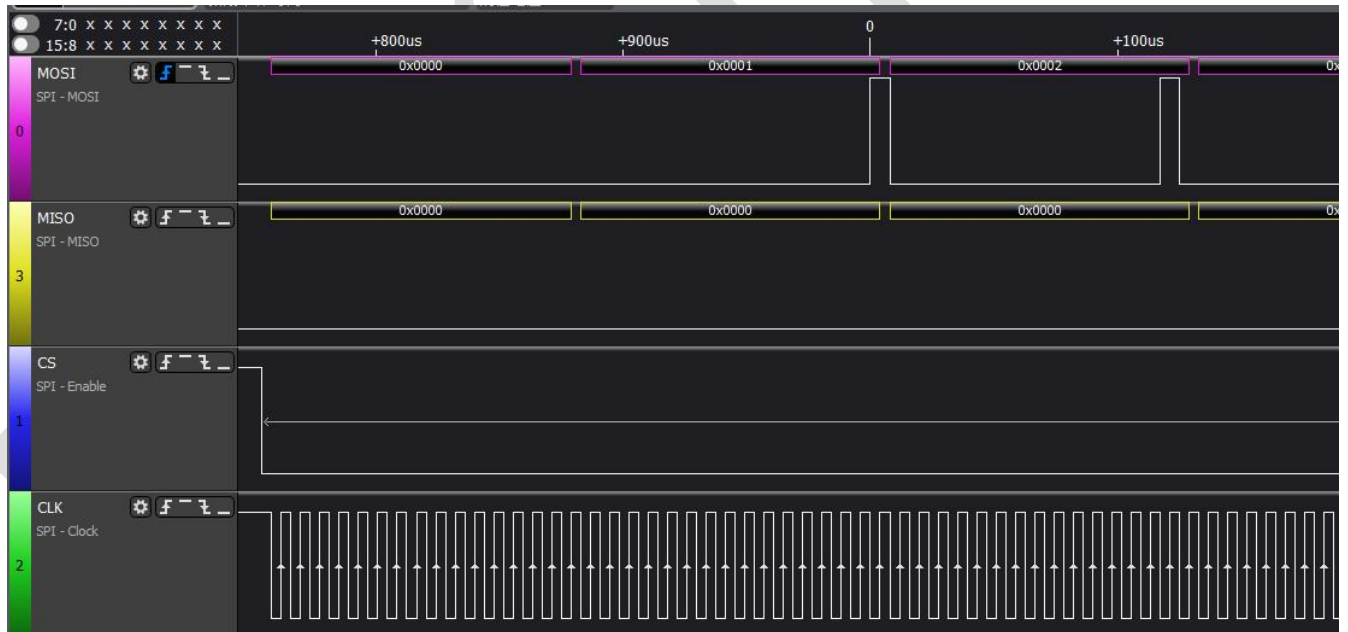 7:0 x x x x x x x x
15:8 x x x x x x x x
+800us +900us 0 +100us
MOSI
SPI - MOSI
0
0x0000 0x0001 0x0002
MISO
SPI - MISO
3
0x0000 0x0000 0x0000
CS
SPI - Enable
1
CLK
SPI - Clock
2